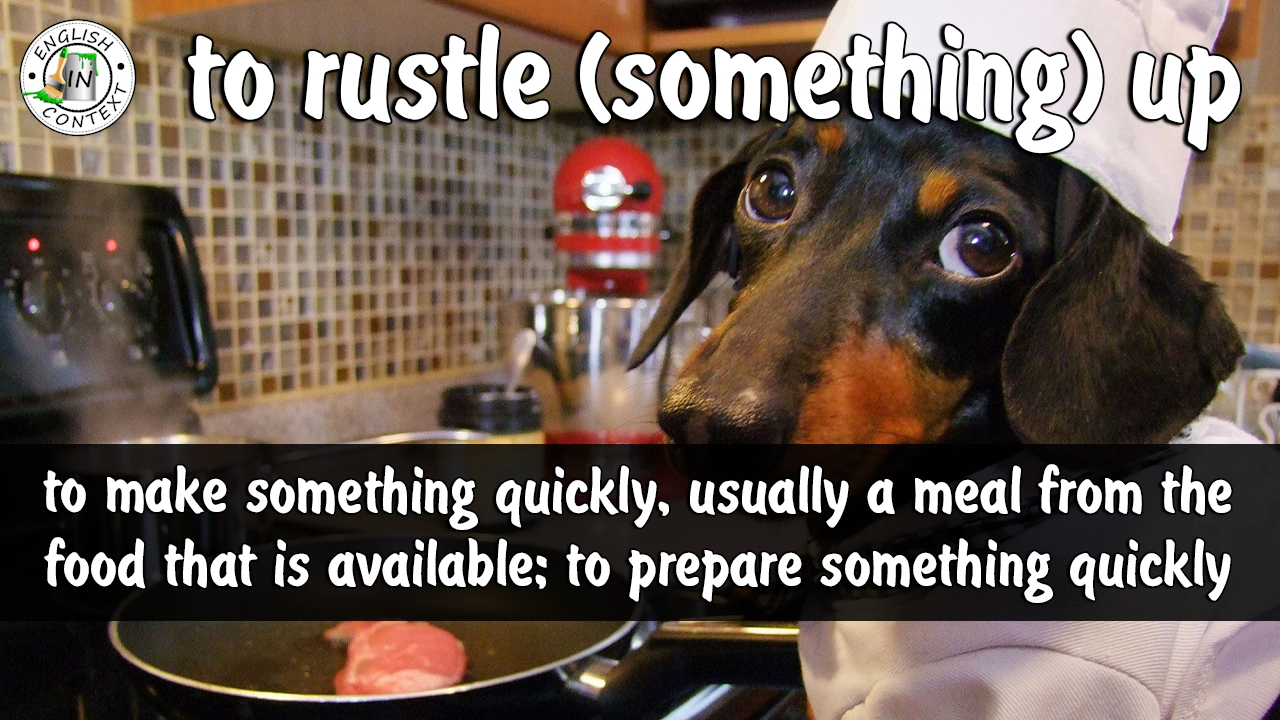 ENGLISH
IN
CONTEXT
to rustle (something) up
to make something quickly, usually a meal from the
food that is available; to prepare something quickly